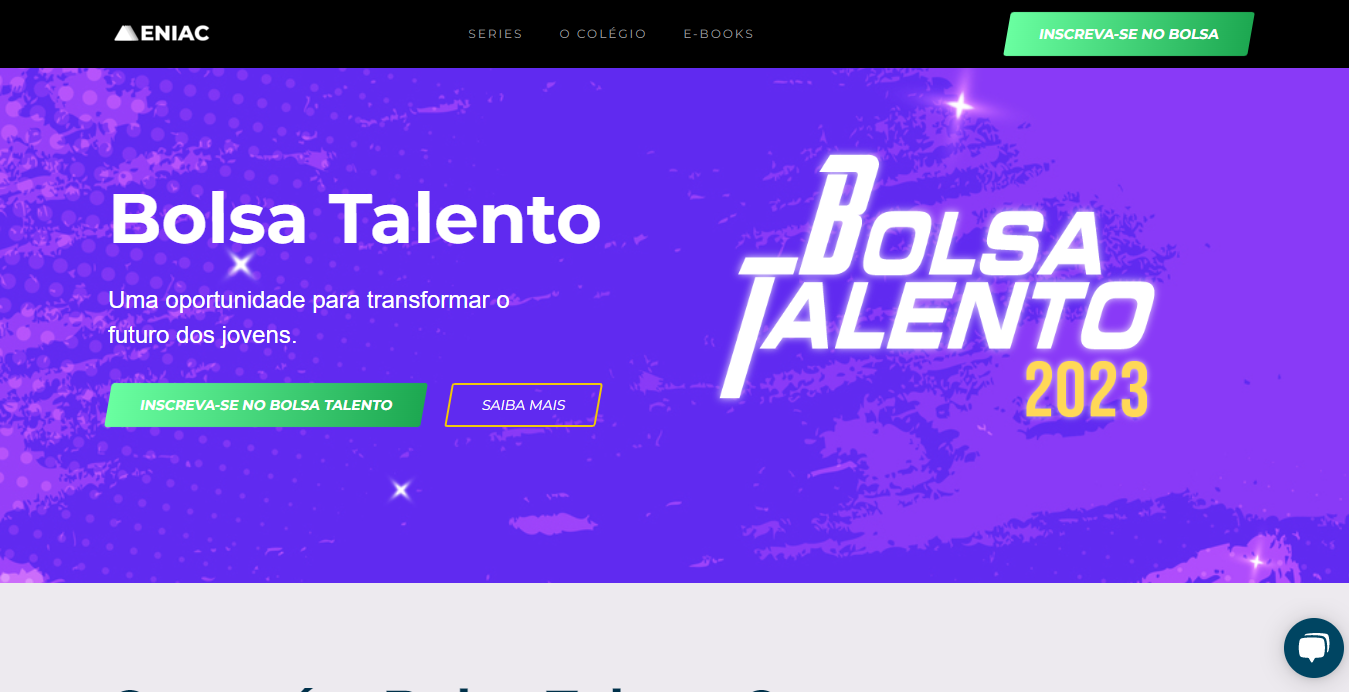 ENIAC
SERIES
O COLÉGIO
E-BOOKS
INSCREVA-SE NO BOLSA
Bolsa Talento
Uma oportunidade para transformar o
futuro dos jovens.
INSCREVA-SE NO BOLSA TALENTO
SAIBA MAIS
BOLSA
TALENTO
2023